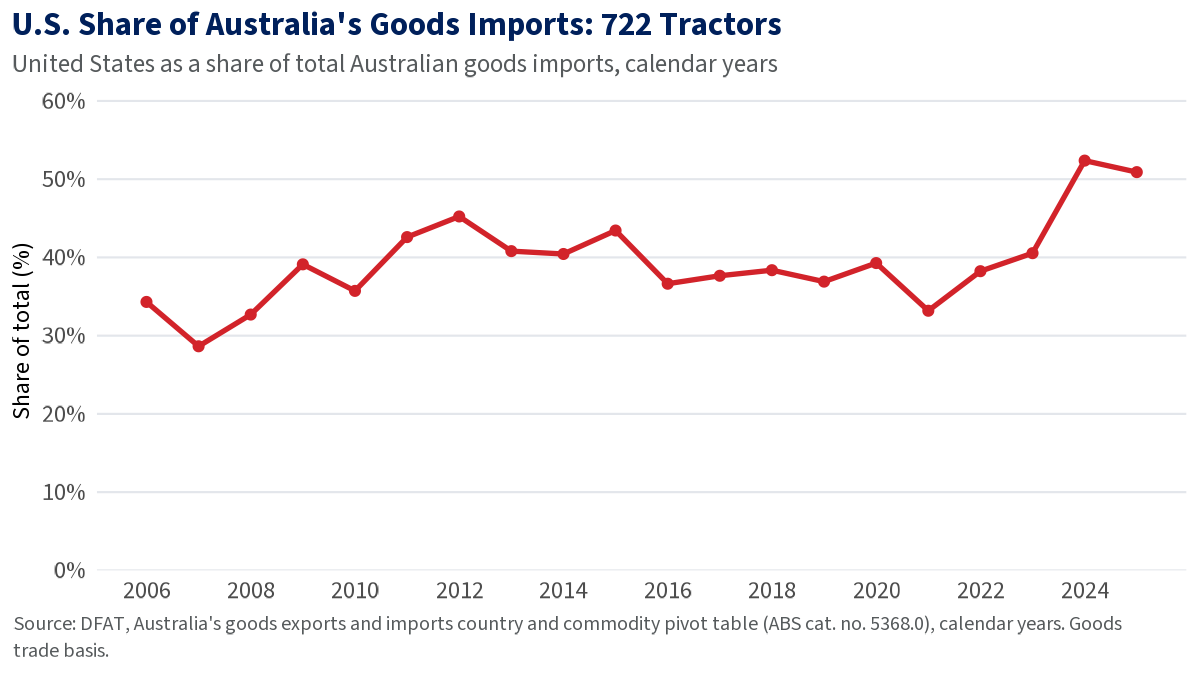 U.S. Share of Australia's Goods Imports: 722 Tractors
United States as a share of total Australian goods imports, calendar years
Share of total (%)
60%
50%
40%
30%
20%
10%
0%
2006 2008 2010 2012 2014 2016 2018 2020 2022 2024
Source: DFAT, Australia's goods exports and imports country and commodity pivot table (ABS cat. no. 5368.0), calendar years. Goods
trade basis.